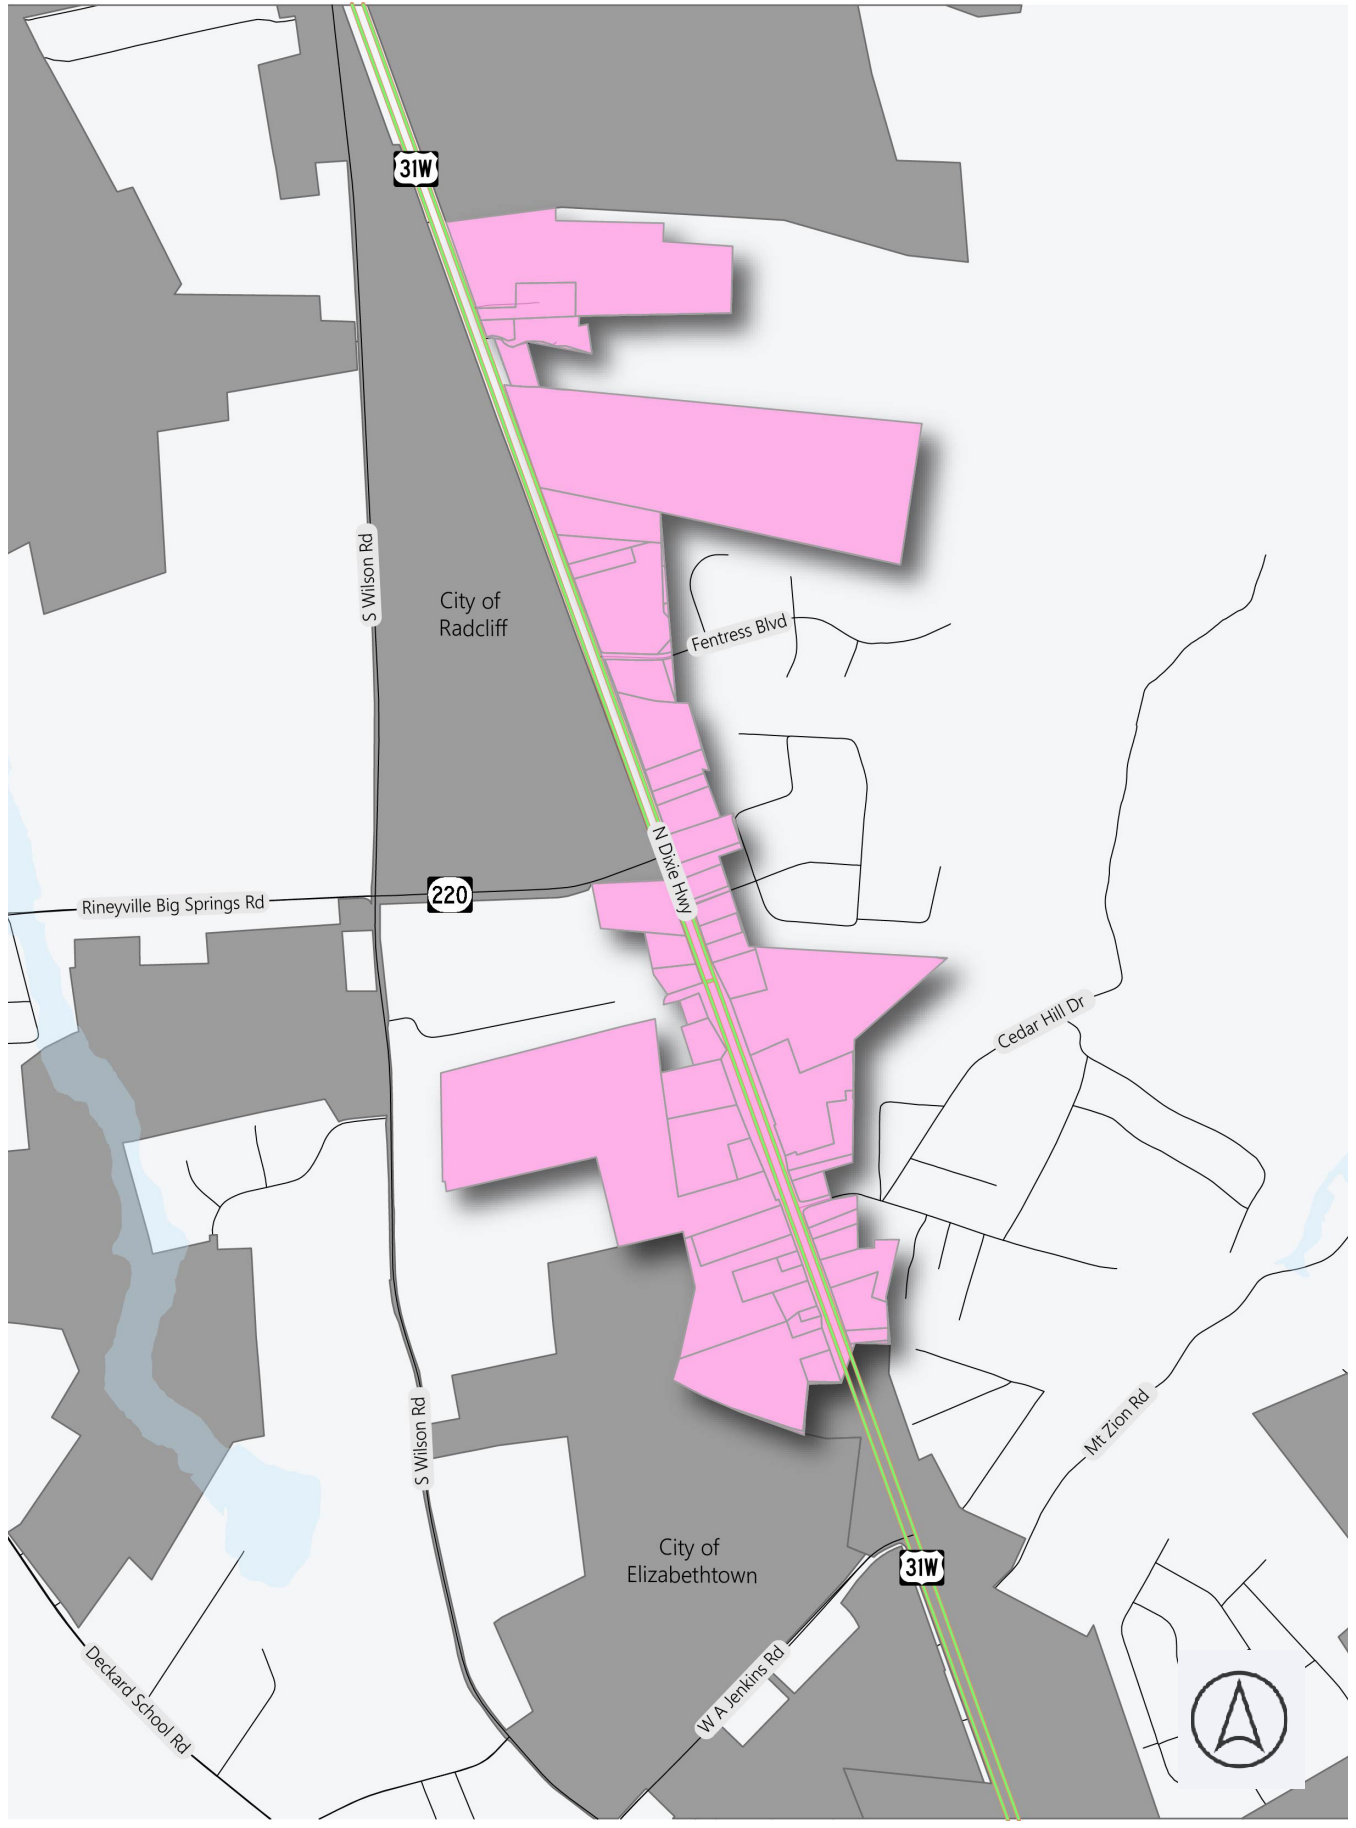 31W
S Wilson Rd
City of
Radcliff
Fentress Blvd
N Dixie Hwy
220
Rineyville Big Springs Rd
Cedar Hill Dr
S Wilson Rd
Mt Zion Rd
City of
Elizabethtown
31W
W A Jenkins Rd
Deckard School Rd